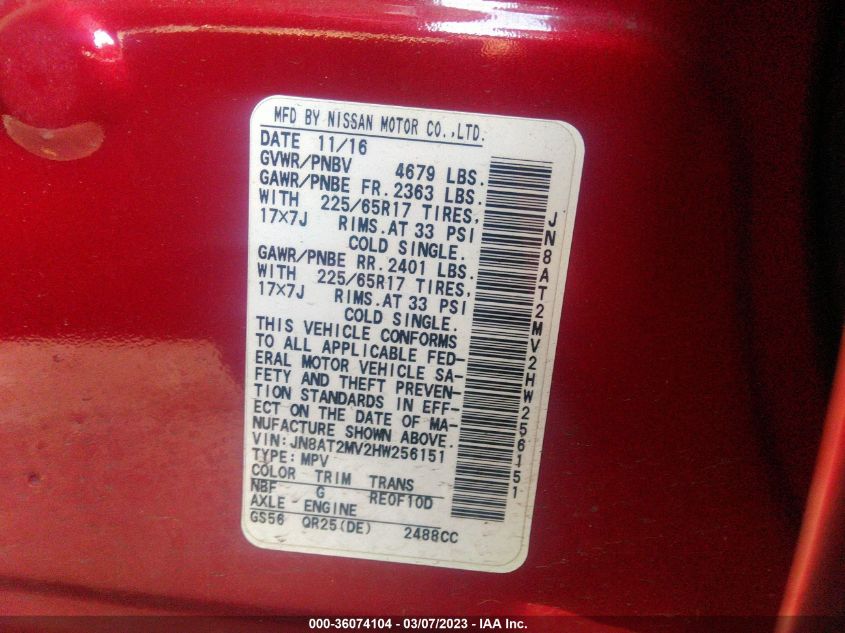 MFD BY NISSAN MOTOR CO.,LTD.
DATE 11/16
GVWR/PNBV 4679 LBS.
GAWR/PNBE FR. 2363 LBS.
WITH 225/65R17 TIRES,
17×7J RIMS. AT 33 PSI
COLD SINGLE.
GAWR/PNBE RR. 2401 LBS.
WITH 225/65R17 TIRES,
17×7J RIMS. AT 33 PSI
COLD SINGLE.
THIS VEHICLE CONFORMS
TO ALL APPLICABLE FED-
ERAL MOTOR VEHICLE SA-
FETY AND THEFT PREVEN-
TION STANDARDS IN EFF-
ECT ON THE DATE OF MA-
NUFACTURE SHOWN ABOVE.
VIN:JN8AT2MV2HW256151
TYPE:MPV
COLOR TRIM TRANS
NBF G RE0F10D
AXLE ENGINE
GS56 QR25(DE) 2488CC
JN8AT2MV2HW256151
000-36074104 - 03/07/2023 - IAA Inc.